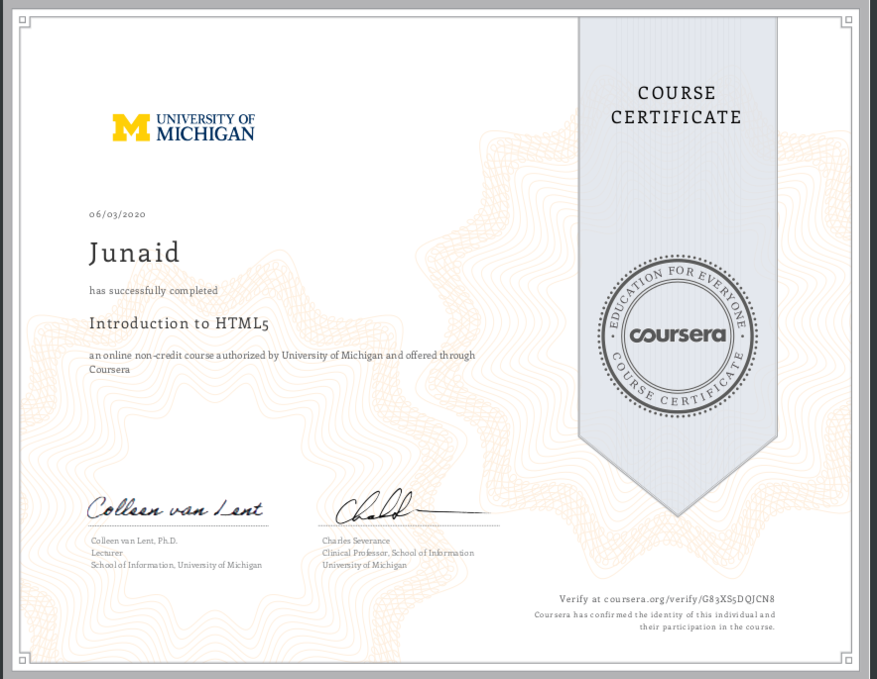 UNIVERSITY OF
MICHIGAN
COURSE
CERTIFICATE
06/03/2020
Junaid
has successfully completed
Introduction to HTML5
an online non-credit course authorized by University of Michigan and offered through
Coursera
EDUCATION FOR EVERYONE
coursera
COURSE CERTIFICATE
Colleen van Lent
Colleen van Lent, Ph.D.
Lecturer
School of Information, University of Michigan
Charles Severance
Clinical Professor, School of Information
University of Michigan
Verify at coursera.org/verify/G83XS5DQJCN8
Coursera has confirmed the identity of this individual and
their participation in the course.